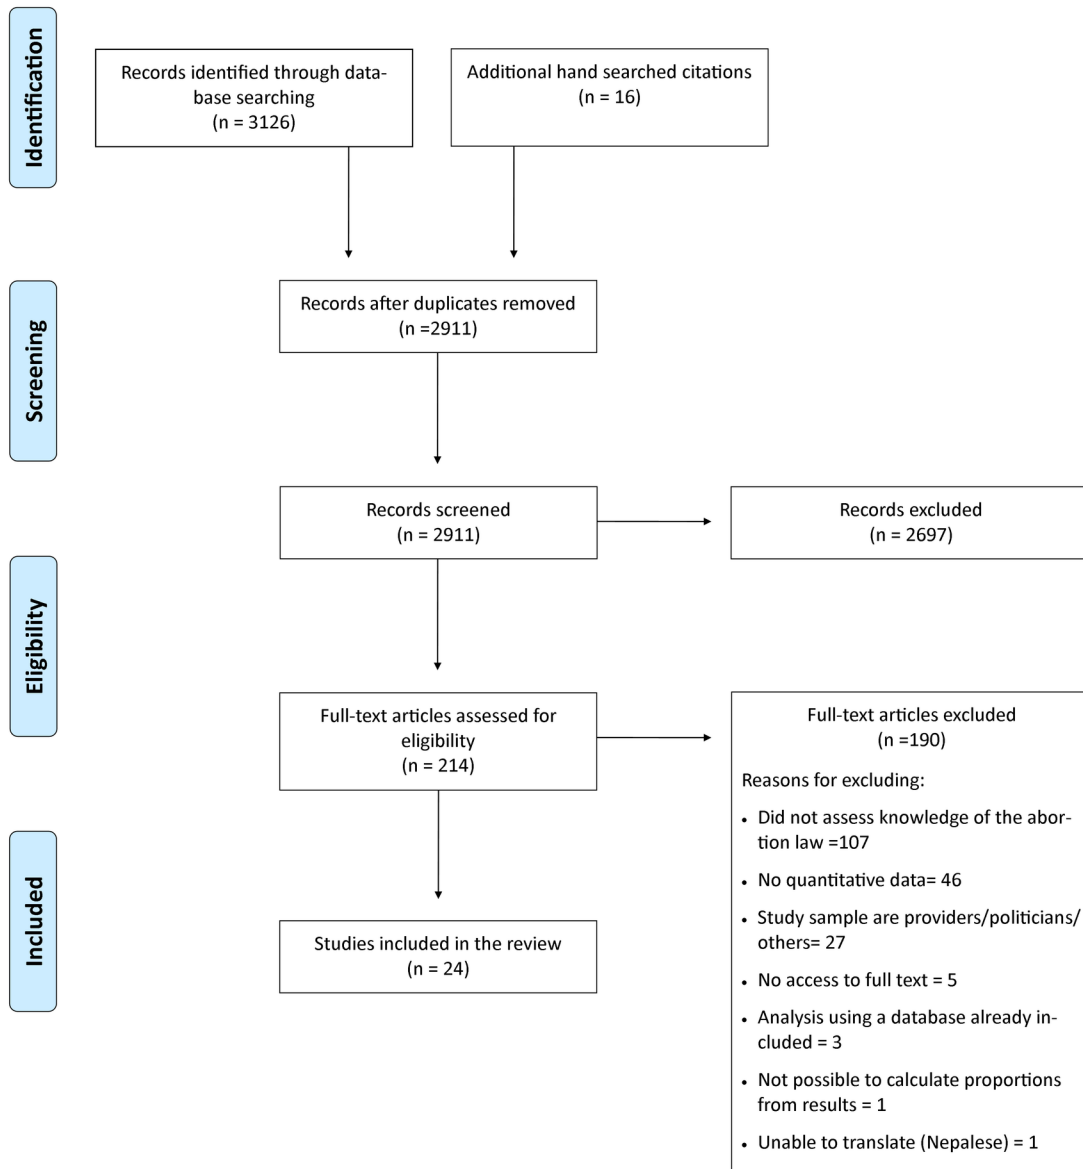 Identification
Records identified through data-
base searching
(n = 3126)
Additional hand searched citations
(n = 16)
Screening
Records after duplicates removed
(n =2911)
Records screened
(n = 2911)
Records excluded
(n = 2697)
Eligibility
Full-text articles assessed for
eligibility
(n = 214)
Full-text articles excluded
(n =190)
Reasons for excluding:
• Did not assess knowledge of the abor-
tion law =107
• No quantitative data= 46
• Study sample are providers/politicians/
others= 27
• No access to full text = 5
• Analysis using a database already in-
cluded = 3
• Not possible to calculate proportions
from results = 1
• Unable to translate (Nepalese) = 1
Included
Studies included in the review
(n = 24)